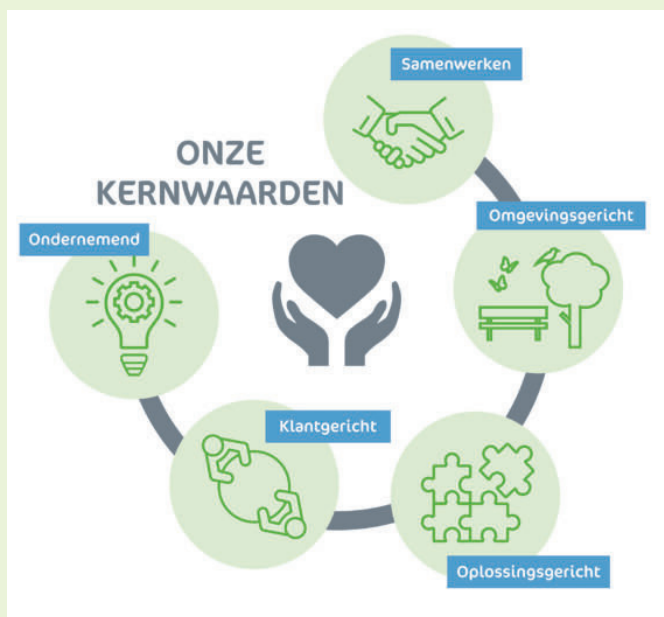 Samenwerken
ONZE
KERNWAARDEN
Omgevingsgericht
Ondernemend
Klantgericht
Oplossingsgericht